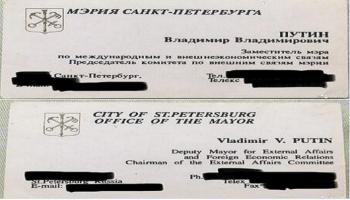 МЭРИЯ САНКТ-ПЕТЕРБУРГА
ПУТИН
Владимир Владимирович
Заместитель мэра
по международным и внешнеэкономическим связям
Председатель комитета по внешним связям мэрии
Санкт-Петербург. Тел.
CITY OF ST.PETERSBURG
OFFICE OF THE MAYOR
Vladimir V. PUTIN
Deputy Mayor for External Affairs
and Foreign Economic Relations
Chairman of the External Affairs Committee
Ph.
St.Petersburg Russia Telex
E-mail: Fax